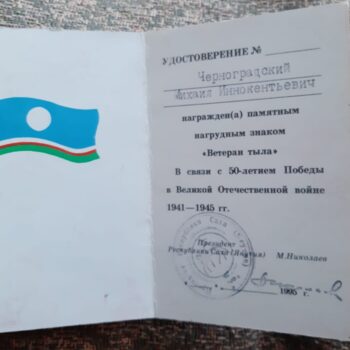 УДОСТОВЕРЕНИЕ №
Черноградский
Михаил Иннокентьевич
награжден(а) памятным
нагрудным знаком
«Ветеран тыла»
В связи с 50-летием Победы
в Великой Отечественной войне
1941—1945 гг.
Президент
Республики Саха (Якутия) М.Николаев
1995 г.